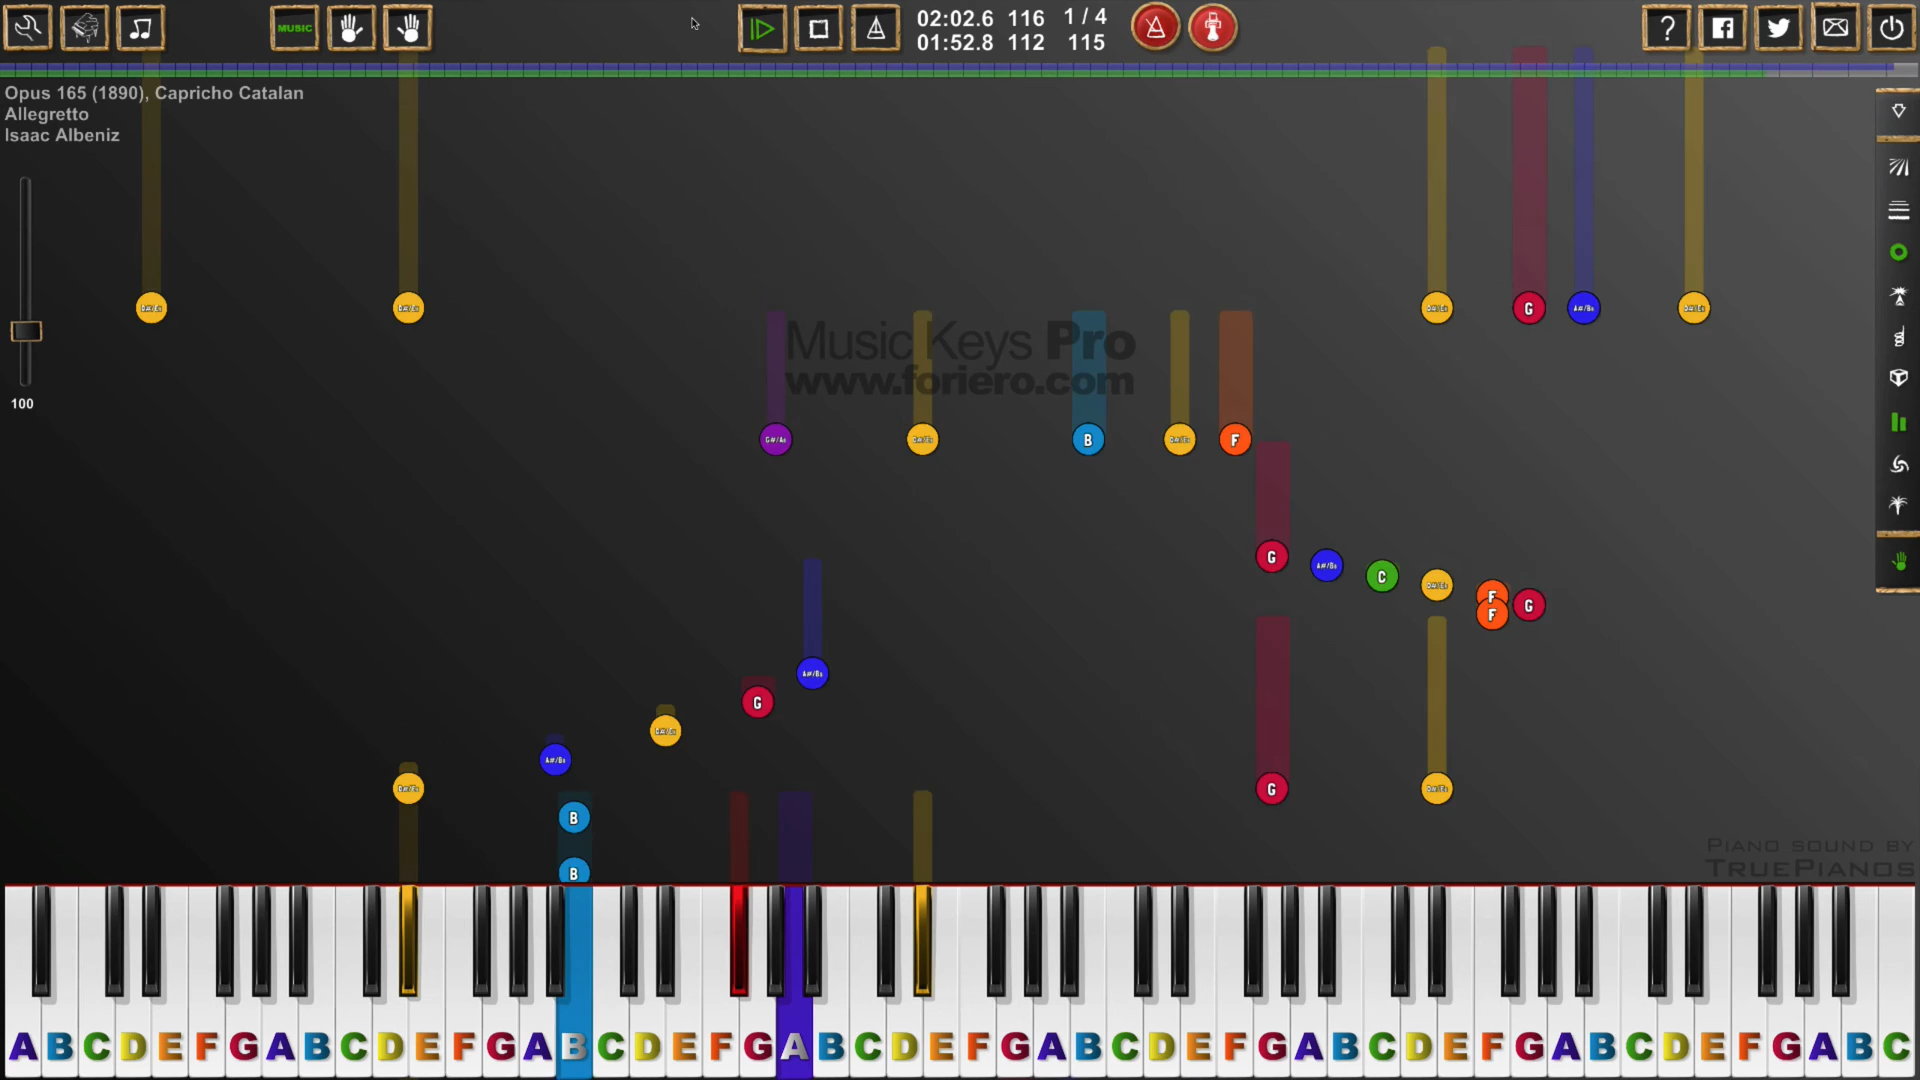 MUSIC
02:02.6 116 1 / 4
01:52.8 112 115
?
Opus 165 (1890), Capricho Catalan
Allegretto
Isaac Albeniz
100
Music Keys Pro
www.foriero.com
G
G#/A♭ B F
G A#/B♭ C F G
F
A#/B♭
G
A#/B♭
G
B
B
Piano sound by
TruePianos
A B C D E F G A B C D E F G A B C D E F G A B C D E F G A B C D E F G A B C D E F G A B C D E F G A B C